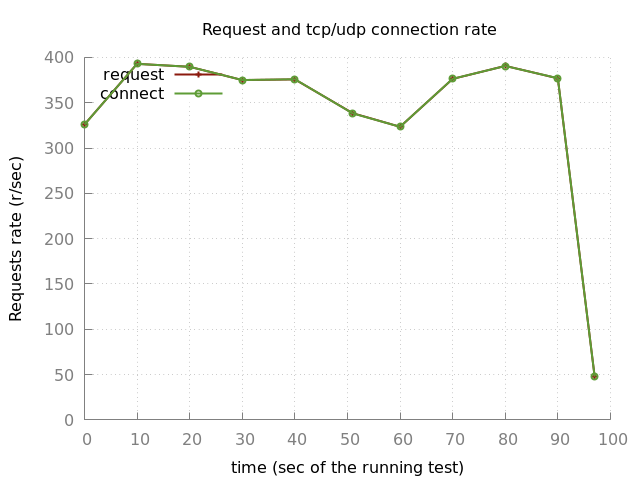 Request and tcp/udp connection rate
400
350
300
250
200
150
100
50
0
request
connect
Requests rate (r/sec)
0 10 20 30 40 50 60 70 80 90 100
time (sec of the running test)